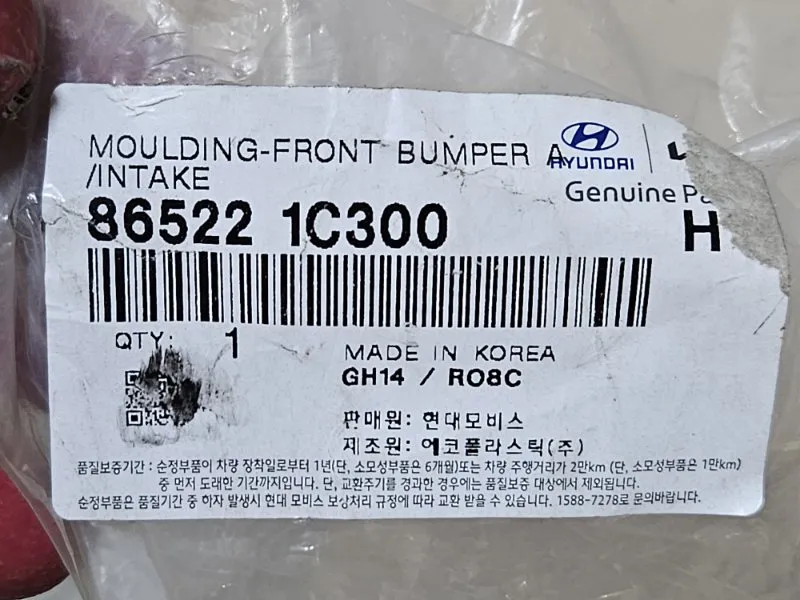 MOULDING-FRONT BUMPER A
/INTAKE
HYUNDAI
Genuine
86522 1C300
H
QTY: 1
MADE IN KOREA
GH14 / RO8C
판매원: 현대모비스
제조원: 에코플라스틱(주)
품질보증기간 : 순정부품이 차량 장착일로부터 1년(단, 소모성부품은 6개월)또는 차량 주행거리가 2만km (단, 소모성부품은 1만km)
중 먼저 도래한 기간까지입니다. 단, 교환주기를 경과한 경우에는 품질보증 대상에서 제외됩니다.
순정부품은 품질기간 중 하자 발생시 현대 모비스 보상처리 규정에 따라 교환 받을 수 있습니다. 1588-7278로 문의바랍니다.